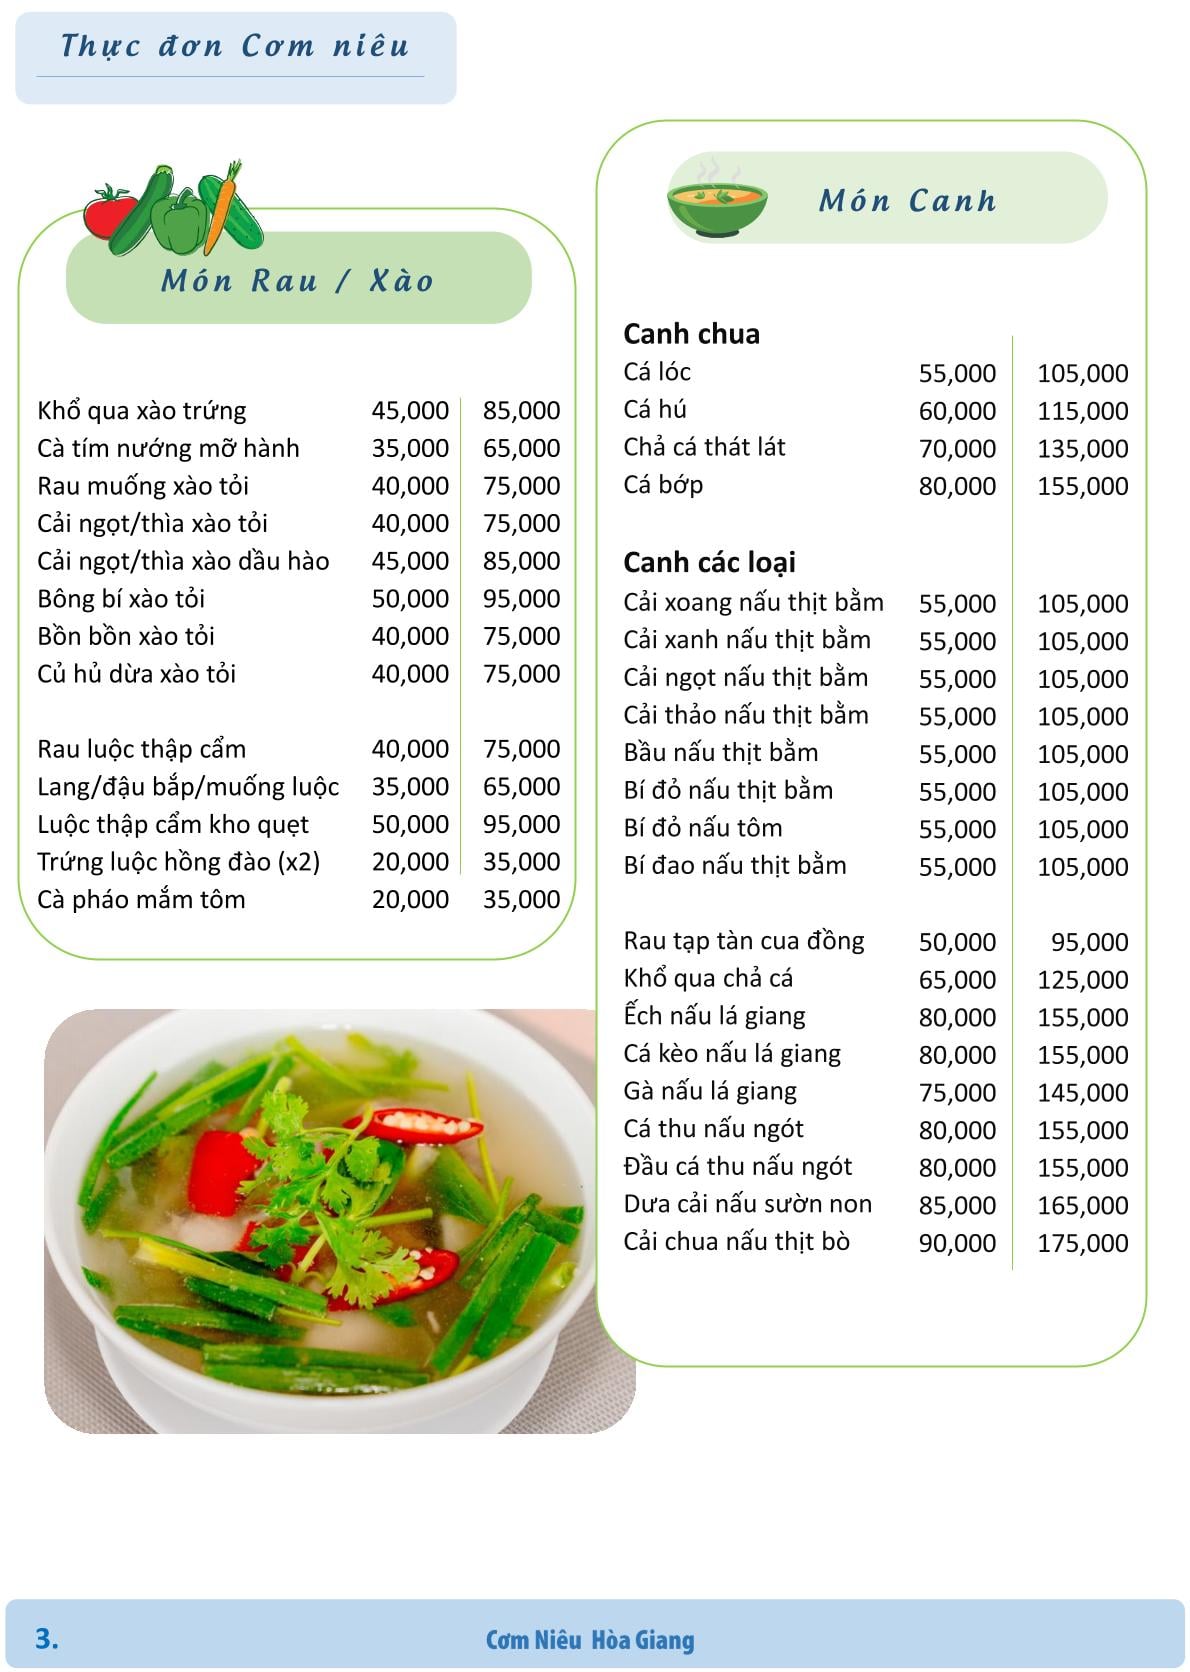 Thực đơn Cơm niêu
Món Rau / Xào
Khổ qua xào trứng 45,000 85,000
Cà tím nướng mỡ hành 35,000 65,000
Rau muống xào tỏi 40,000 75,000
Cải ngọt/thìa xào tỏi 40,000 75,000
Cải ngọt/thìa xào dầu hào 45,000 85,000
Bông bí xào tỏi 50,000 95,000
Bồn bồn xào tỏi 40,000 75,000
Củ hủ dừa xào tỏi 40,000 75,000
Rau luộc thập cẩm 40,000 75,000
Lang/đậu bắp/muống luộc 35,000 65,000
Luộc thập cẩm kho quẹt 50,000 95,000
Trứng luộc hồng đào (x2) 20,000 35,000
Cà pháo mắm tôm 20,000 35,000
Món Canh
Canh chua
Cá lóc 55,000 105,000
Cá hú 60,000 115,000
Chả cá thát lát 70,000 135,000
Cá bớp 80,000 155,000
Canh các loại
Cải xoang nấu thịt bằm 55,000 105,000
Cải xanh nấu thịt bằm 55,000 105,000
Cải ngọt nấu thịt bằm 55,000 105,000
Cải thảo nấu thịt bằm 55,000 105,000
Bầu nấu thịt bằm 55,000 105,000
Bí đỏ nấu thịt bằm 55,000 105,000
Bí đỏ nấu tôm 55,000 105,000
Bí đao nấu thịt bằm 55,000 105,000
Rau tạp tàn cua đồng 50,000 95,000
Khổ qua chả cá 65,000 125,000
Ếch nấu lá giang 80,000 155,000
Cá kèo nấu lá giang 80,000 155,000
Gà nấu lá giang 75,000 145,000
Cá thu nấu ngót 80,000 155,000
Đầu cá thu nấu ngót 80,000 155,000
Dưa cải nấu sườn non 85,000 165,000
Cải chua nấu thịt bò 90,000 175,000
3.
Cơm Niêu Hòa Giang